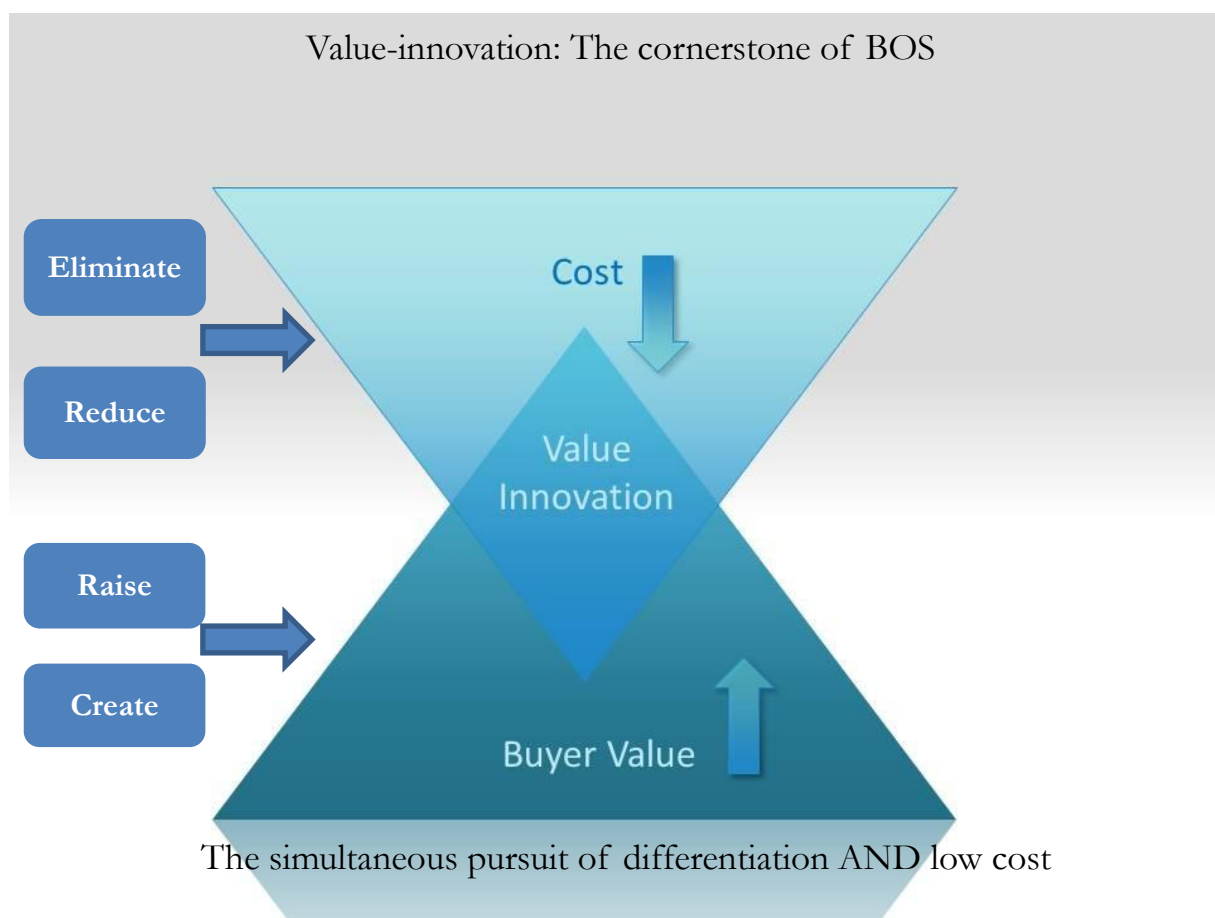 Value-innovation: The cornerstone of BOS
Eliminate
Cost
Reduce
Value
Innovation
Raise
Create
Buyer Value
The simultaneous pursuit of differentiation AND low cost